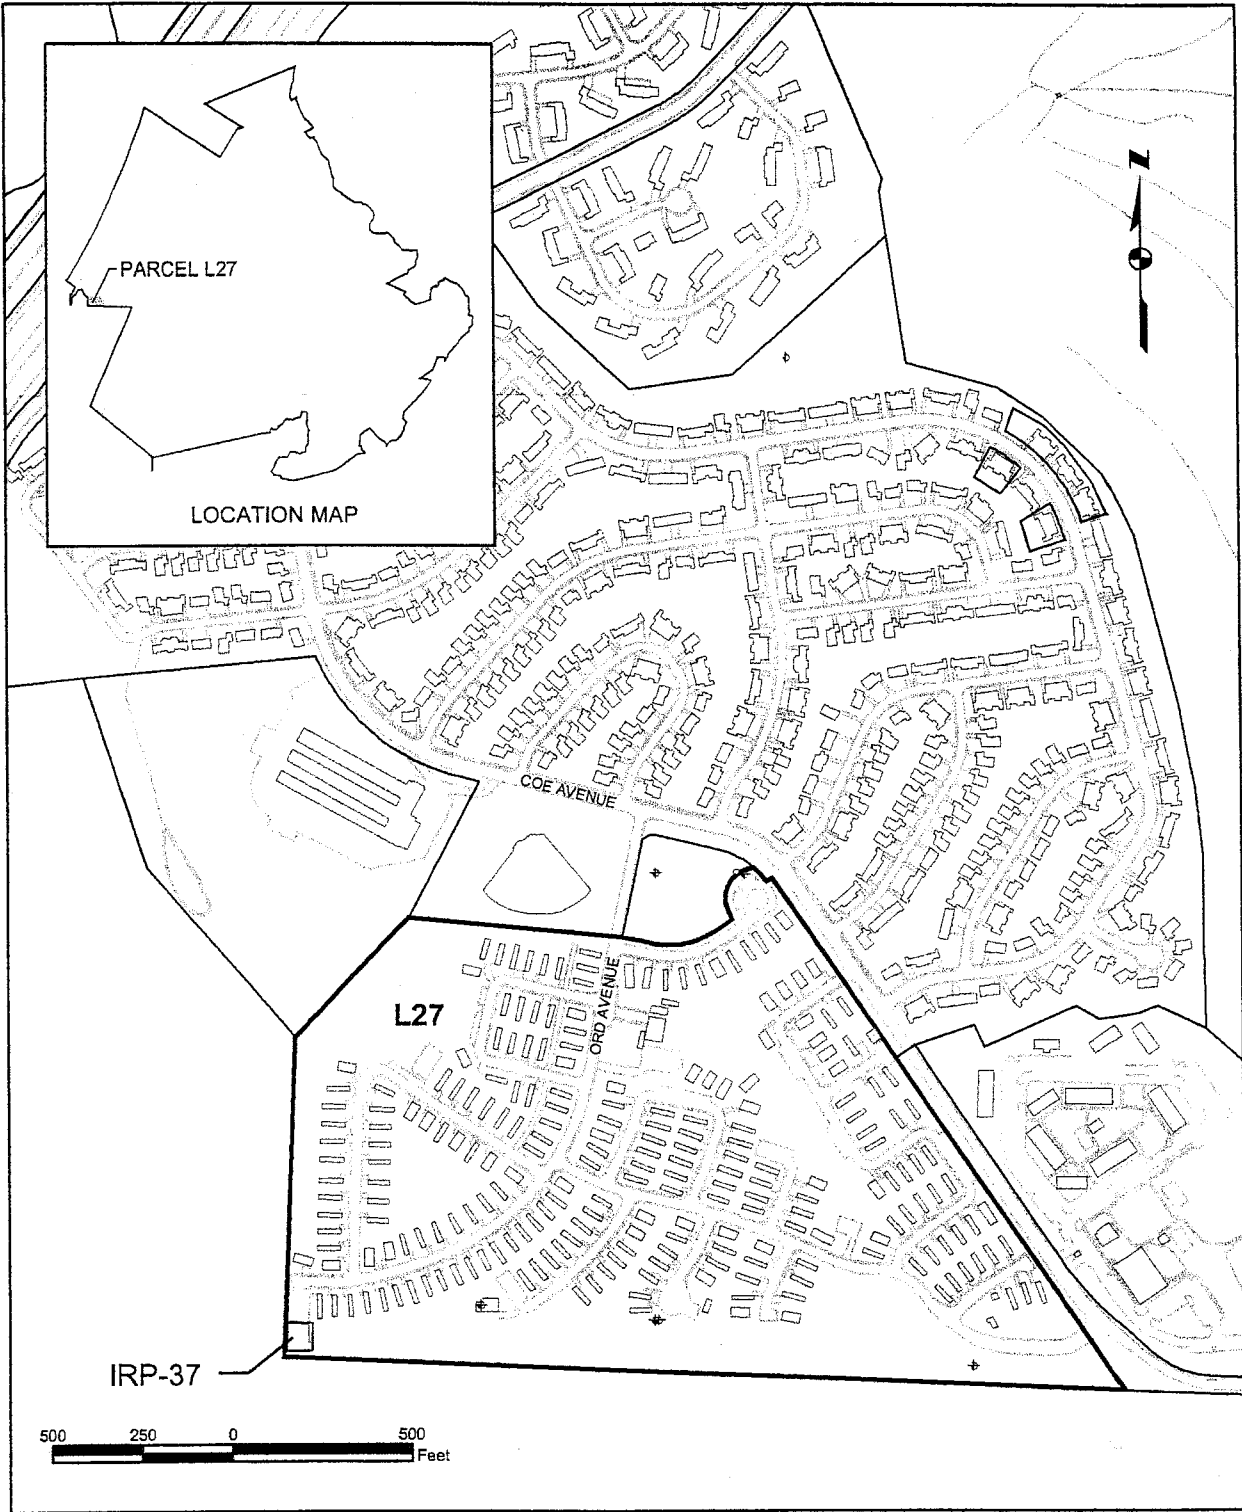 PARCEL L27
LOCATION MAP
N
COE AVENUE
L27
ORD AVENUE
IRP-37
500 250 0 500
Feet